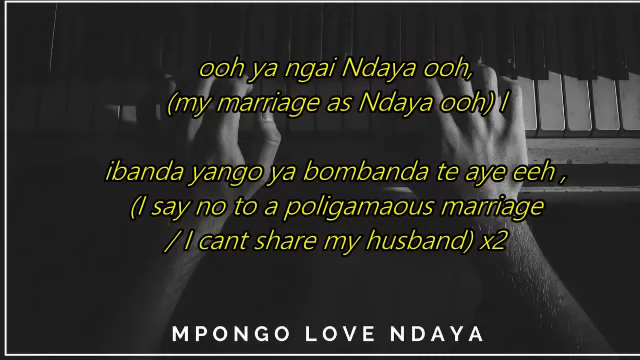 ooh ya ngai Ndaya ooh,
(my marriage as Ndaya ooh) l
ibanda yango ya bombanda te aye eeh ,
(I say no to a poligamaous marriage
/ I cant share my husband) x2
MPONGO LOVE NDAYA